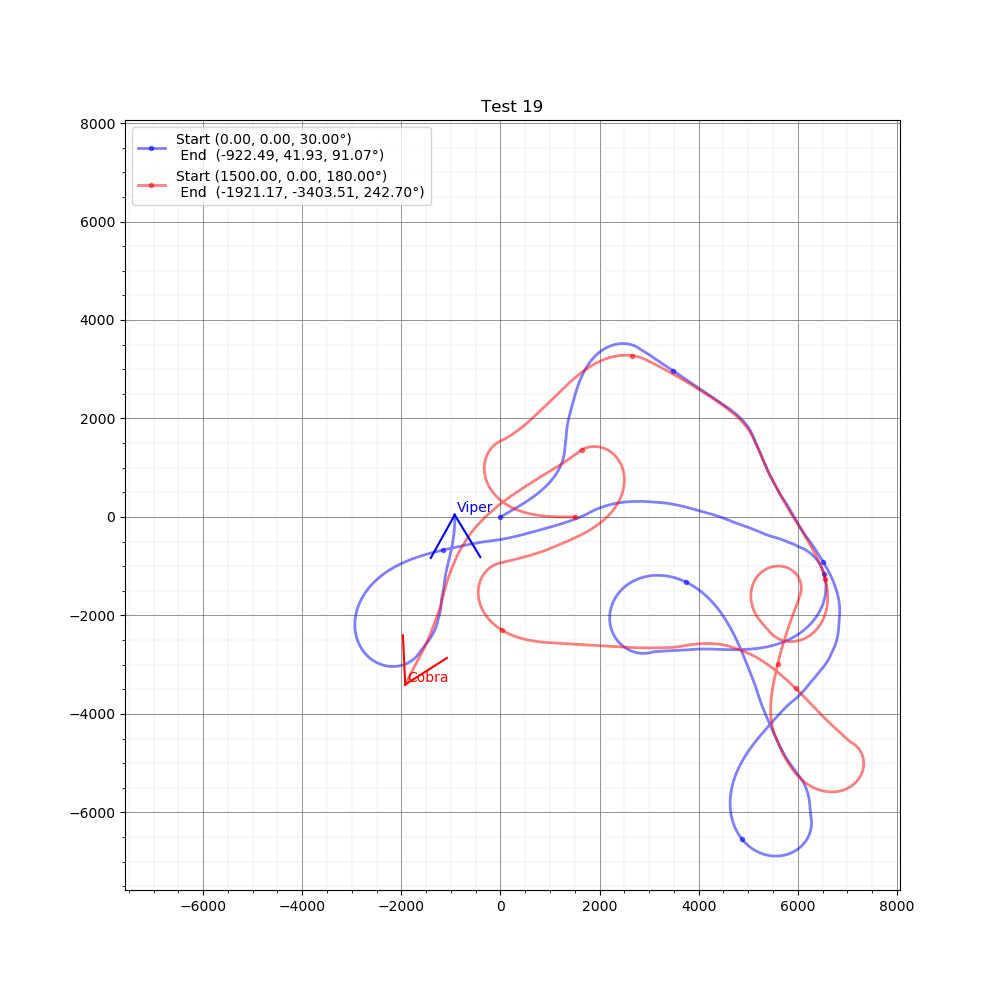 Test 19
Start (0.00, 0.00, 30.00°)
End (-922.49, 41.93, 91.07°)
Start (1500.00, 0.00, 180.00°)
End (-1921.17, -3403.51, 242.70°)
8000
6000
4000
2000
0
−2000
−4000
−6000
Viper
Cobra
−6000 −4000 −2000 0 2000 4000 6000 8000